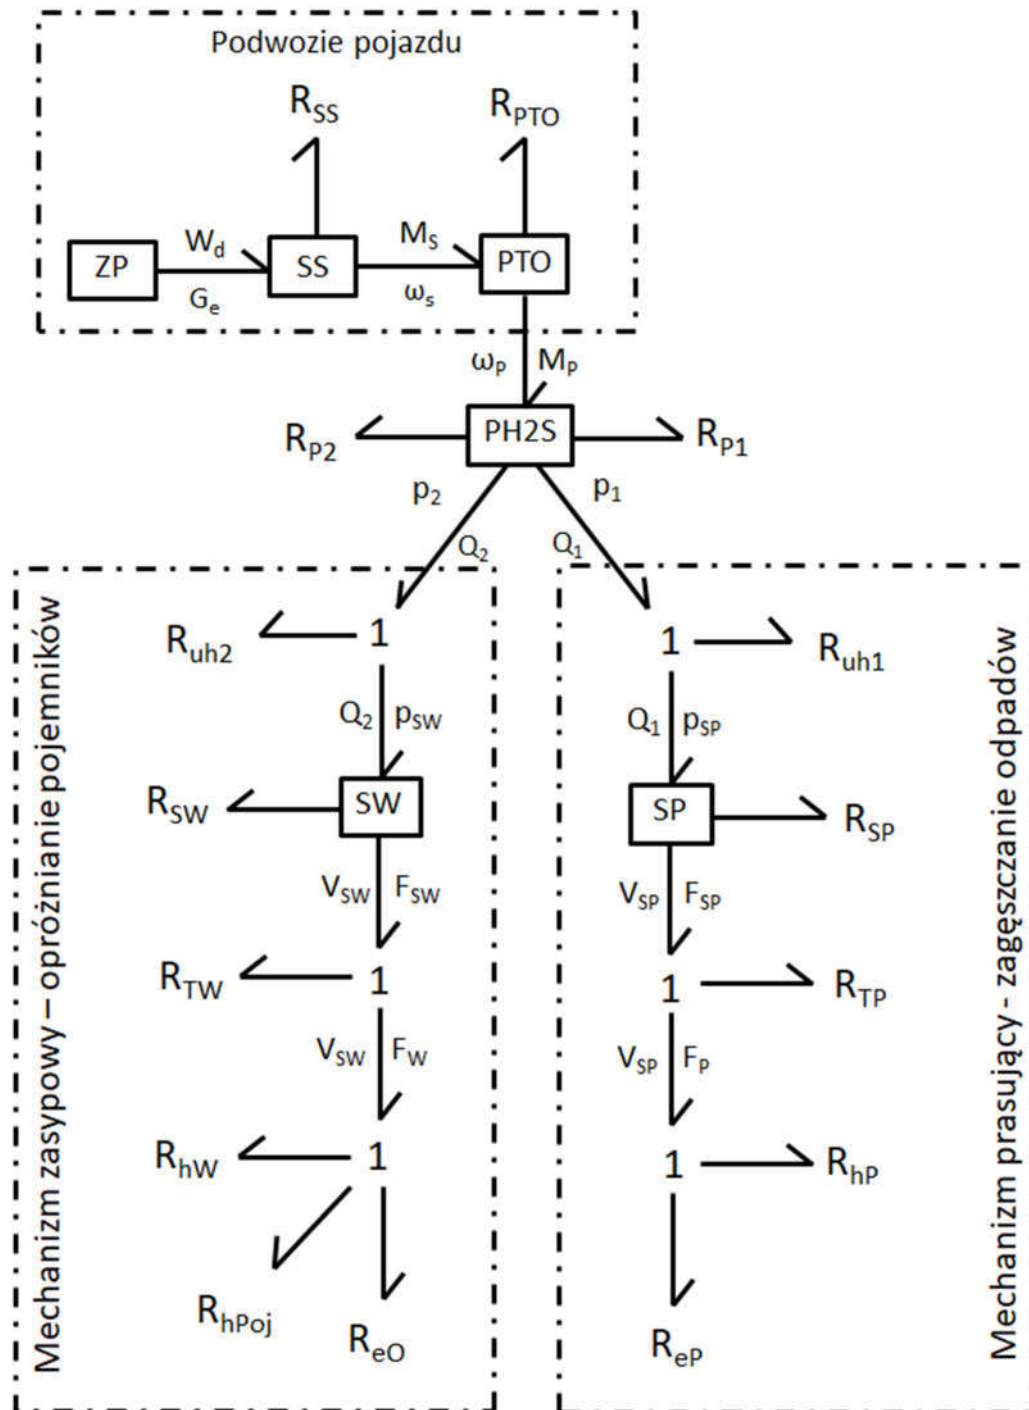 Podwozie pojazdu
R_SS R_PTO
W_d M_S
ZP SS PTO
G_e ω_s
ω_P M_P
R_P2 PH2S R_P1
p_2 p_1
Q_2 Q_1
R_uh2 1 1 R_uh1
Q_2 p_SW Q_1 p_SP
R_SW SW SP R_SP
V_SW F_SW V_SP F_SP
R_TW 1 1 R_TP
V_SW F_W V_SP F_P
R_hW 1 1 R_hP
R_hPoj R_eO R_eP
Mechanizm zasypowy – opróżnianie pojemników
Mechanizm prasujący - zagęszczanie odpadów